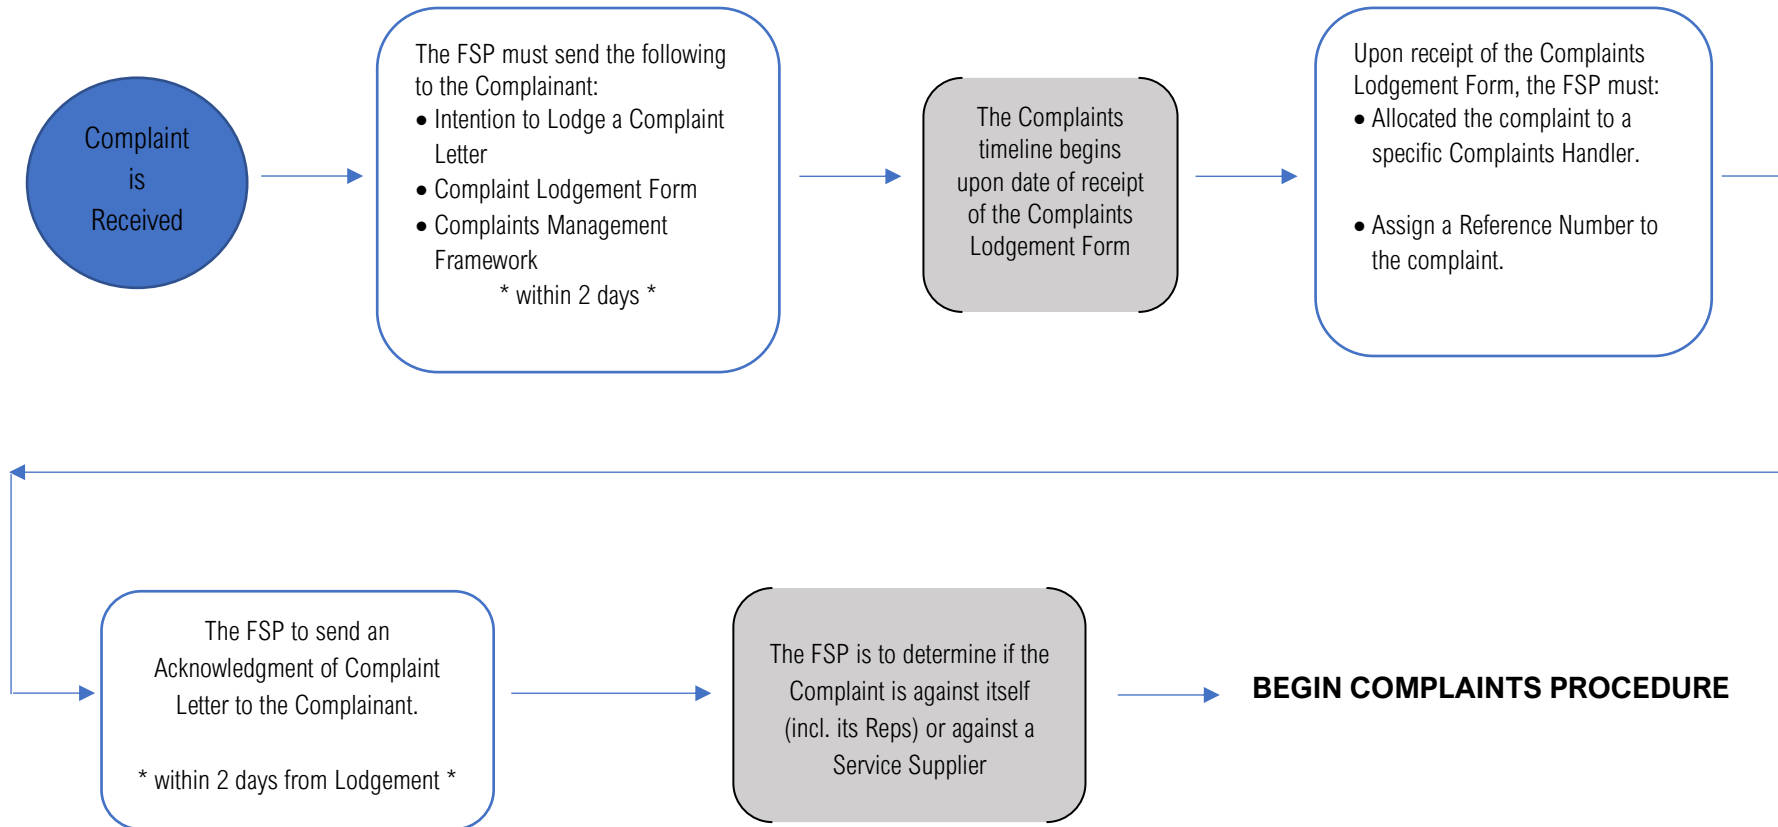 Complaint
is
Received
The FSP must send the following
to the Complainant:
• Intention to Lodge a Complaint
Letter
• Complaint Lodgement Form
• Complaints Management
Framework
* within 2 days *
The Complaints
timeline begins
upon date of receipt
of the Complaints
Lodgement Form
Upon receipt of the Complaints
Lodgement Form, the FSP must:
• Allocated the complaint to a
specific Complaints Handler.
• Assign a Reference Number to
the complaint.
The FSP to send an
Acknowledgment of Complaint
Letter to the Complainant.
* within 2 days from Lodgement *
The FSP is to determine if the
Complaint is against itself
(incl. its Reps) or against a
Service Supplier
BEGIN COMPLAINTS PROCEDURE